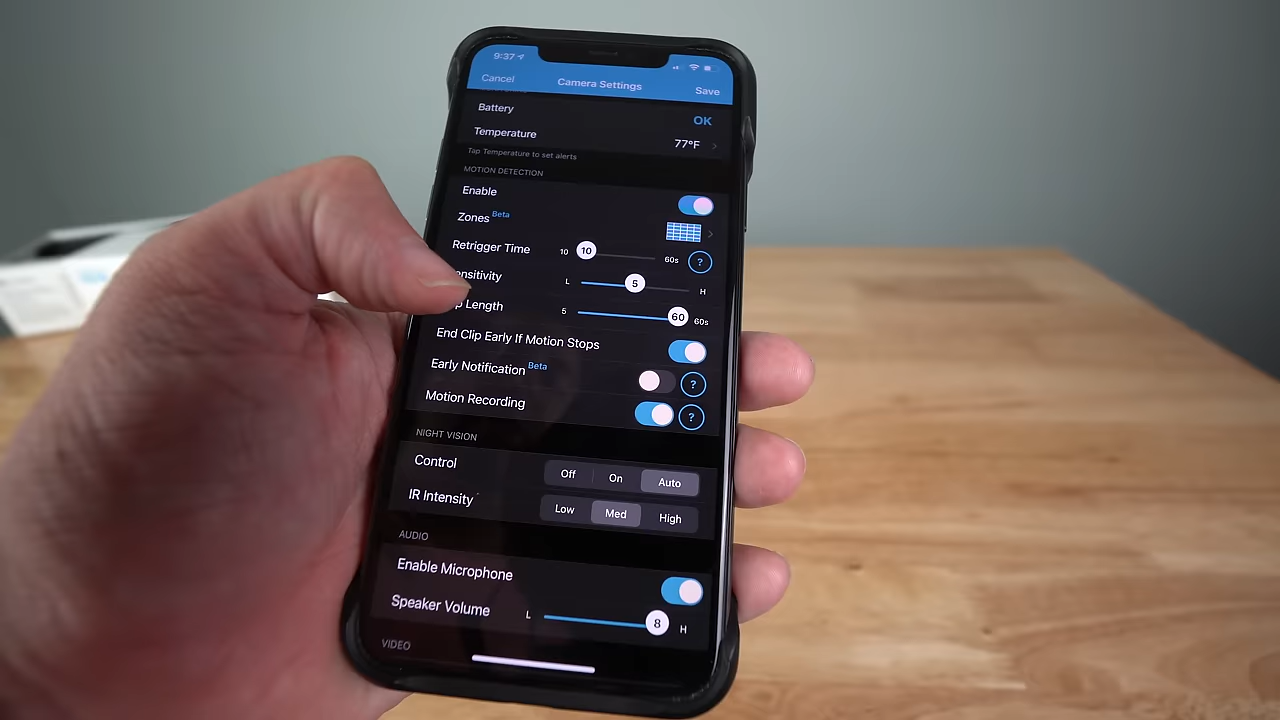 9:37
Cancel Camera Settings Save
Battery OK
Temperature 77°F
Tap Temperature to set alerts
MOTION DETECTION
Enable
Zones Beta
Retrigger Time 10 10 60s ?
ensitivity L 5 H
p Length 5 60 60s
End Clip Early If Motion Stops
Early Notification Beta ?
Motion Recording ?
NIGHT VISION
Control Off On Auto
IR Intensity Low Med High
AUDIO
Enable Microphone
Speaker Volume L 8 H
VIDEO